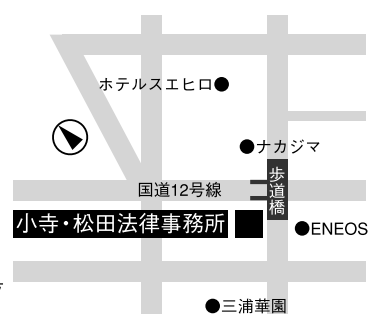 ホテルスエヒロ●
●ナカジマ
歩道橋
国道12号線
小寺・松田法律事務所
●ENEOS
●三浦華園